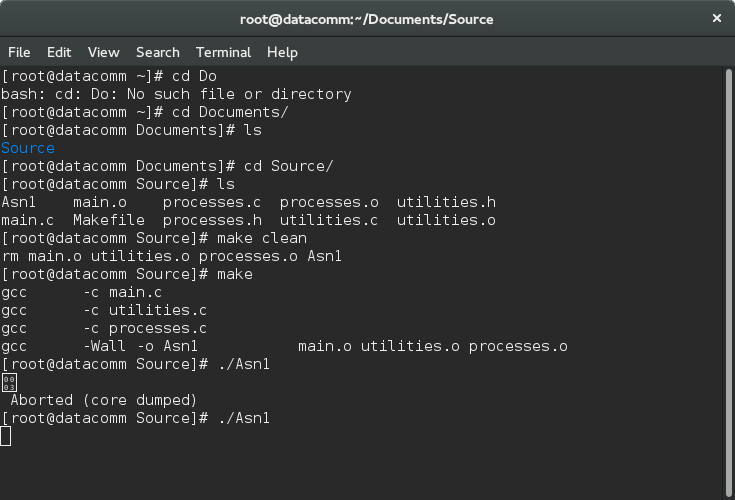 root@datacomm:~/Documents/Source
File Edit View Search Terminal Help
[root@datacomm ~]# cd Do
bash: cd: Do: No such file or directory
[root@datacomm ~]# cd Documents/
[root@datacomm Documents]# ls
Source
[root@datacomm Documents]# cd Source/
[root@datacomm Source]# ls
Asn1    main.o    processes.c  processes.o  utilities.h
main.c  Makefile  processes.h  utilities.c  utilities.o
[root@datacomm Source]# make clean
rm main.o utilities.o processes.o Asn1
[root@datacomm Source]# make
gcc      -c main.c
gcc      -c utilities.c
gcc      -c processes.c
gcc      -Wall -o Asn1           main.o utilities.o processes.o
[root@datacomm Source]# ./Asn1
0003
 Aborted (core dumped)
[root@datacomm Source]# ./Asn1